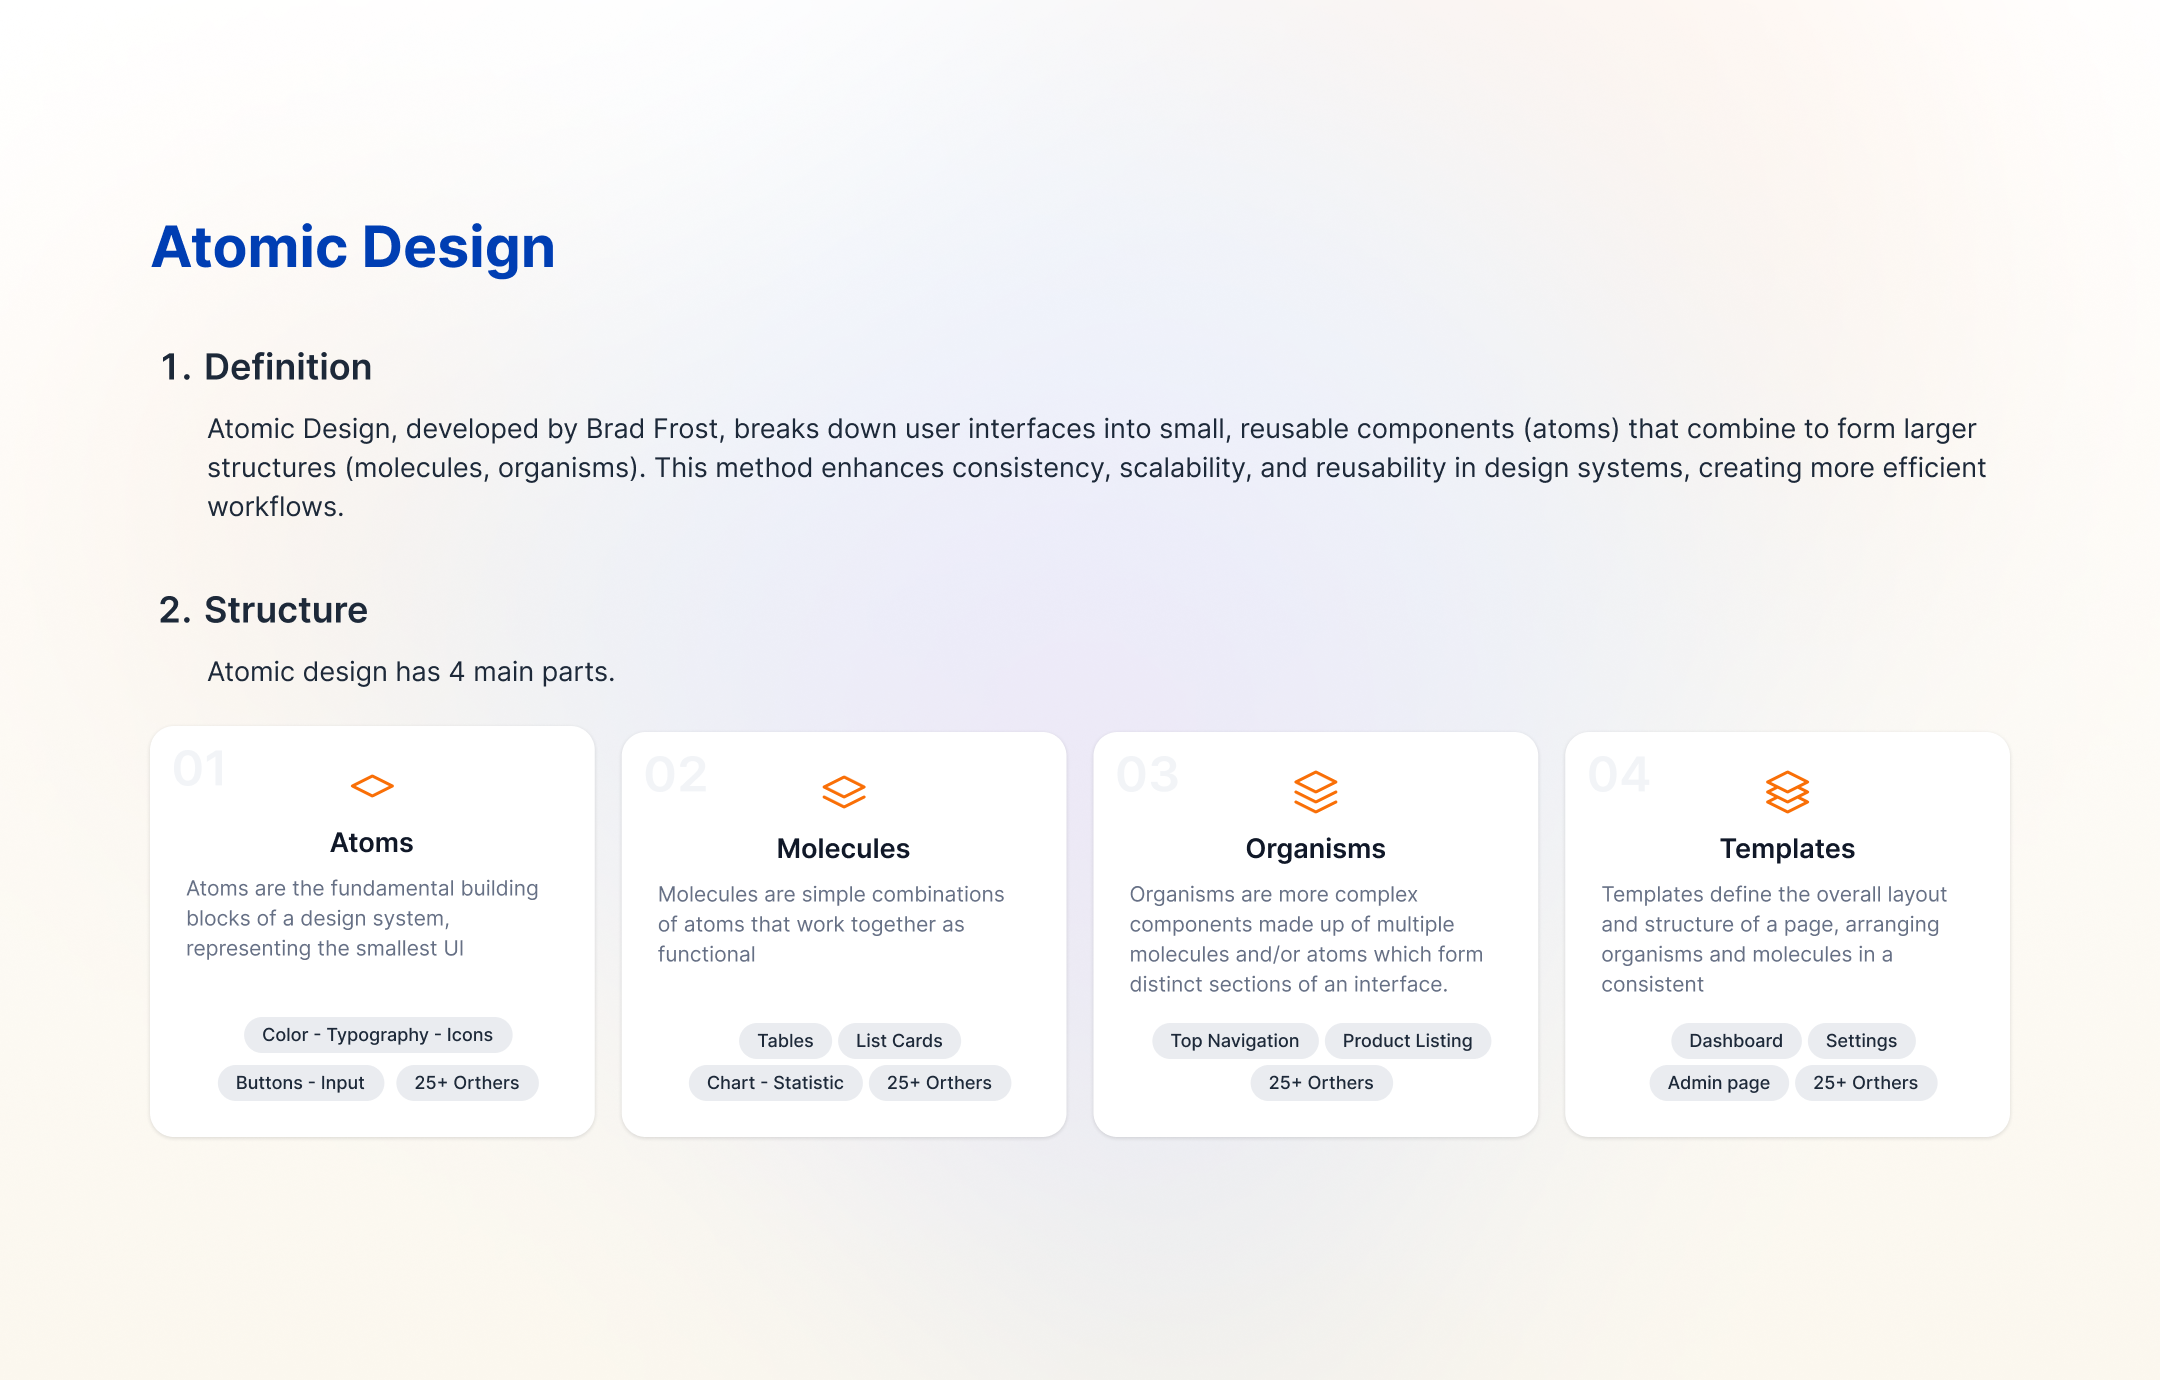 Atomic Design
1. Definition
Atomic Design, developed by Brad Frost, breaks down user interfaces into small, reusable components (atoms) that combine to form larger
structures (molecules, organisms). This method enhances consistency, scalability, and reusability in design systems, creating more efficient
workflows.
2. Structure
Atomic design has 4 main parts.
01
Atoms
Atoms are the fundamental building
blocks of a design system,
representing the smallest UI
Color - Typography - Icons
Buttons - Input
25+ Orthers
02
Molecules
Molecules are simple combinations
of atoms that work together as
functional
Tables
List Cards
Chart - Statistic
25+ Orthers
03
Organisms
Organisms are more complex
components made up of multiple
molecules and/or atoms which form
distinct sections of an interface.
Top Navigation
Product Listing
25+ Orthers
04
Templates
Templates define the overall layout
and structure of a page, arranging
organisms and molecules in a
consistent
Dashboard
Settings
Admin page
25+ Orthers